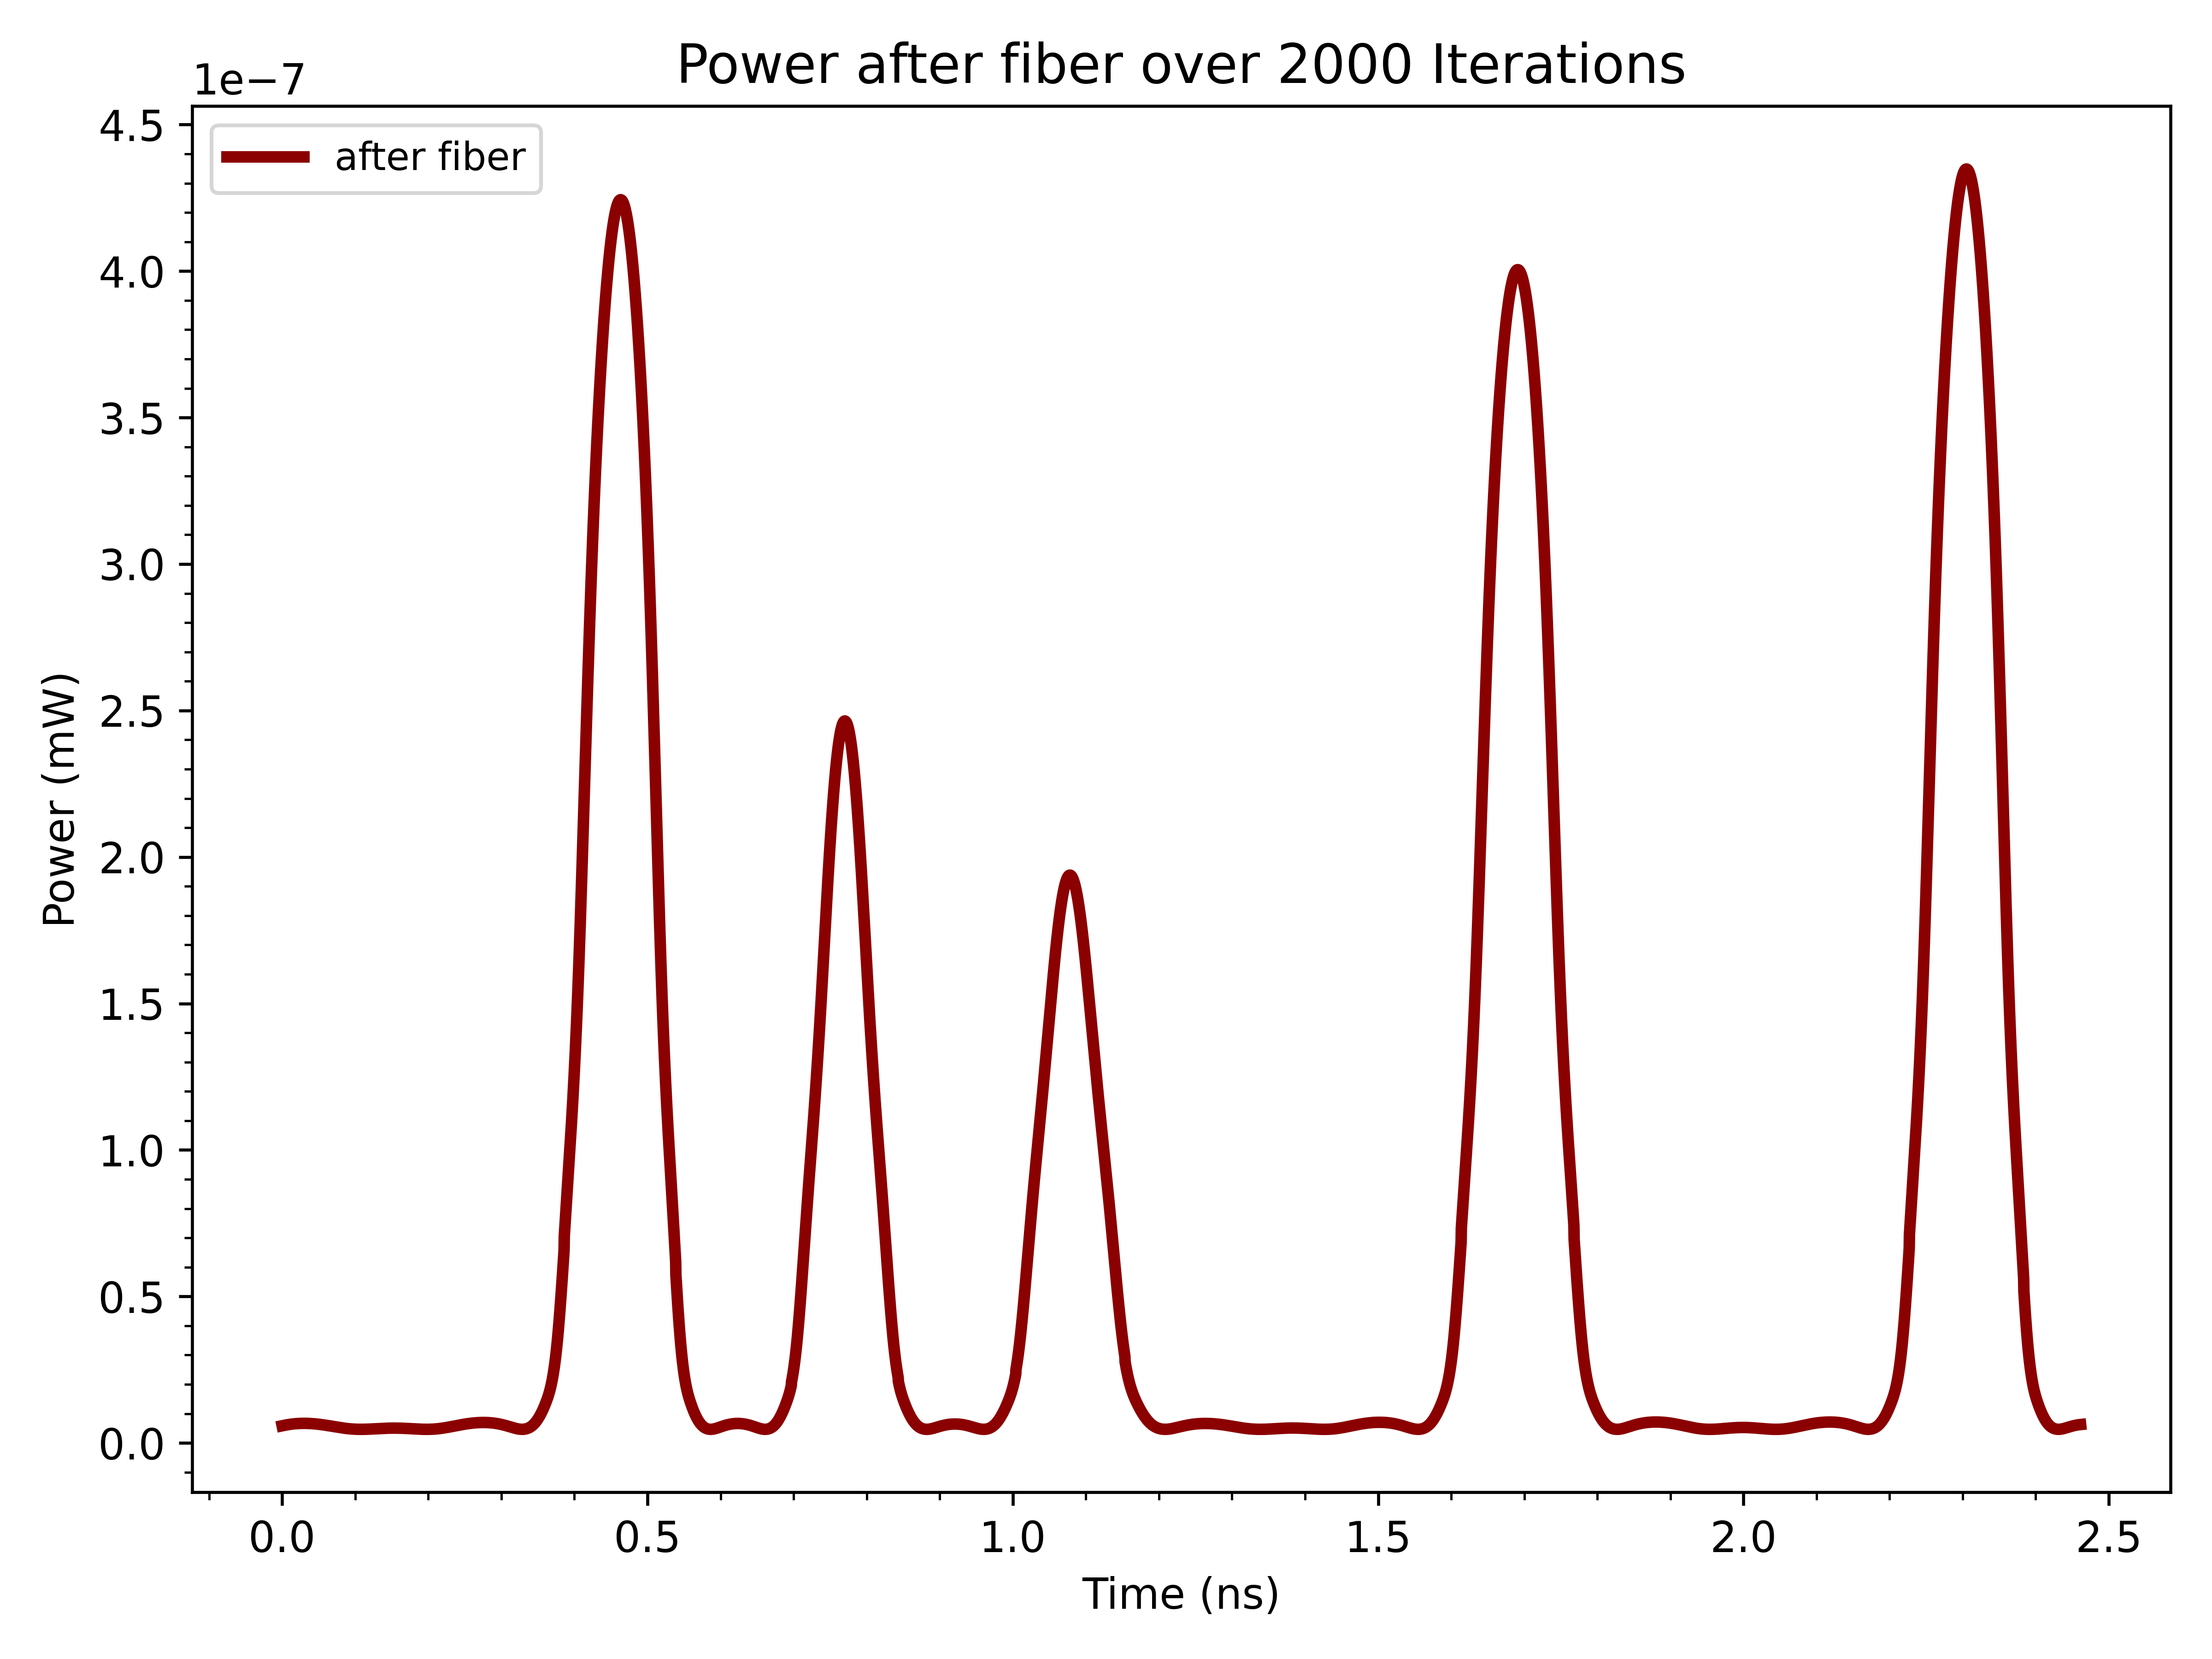 Power after fiber over 2000 Iterations
1e−7
after fiber
4.5
4.0
3.5
3.0
2.5
2.0
1.5
1.0
0.5
0.0
Power (mW)
0.0 0.5 1.0 1.5 2.0 2.5
Time (ns)